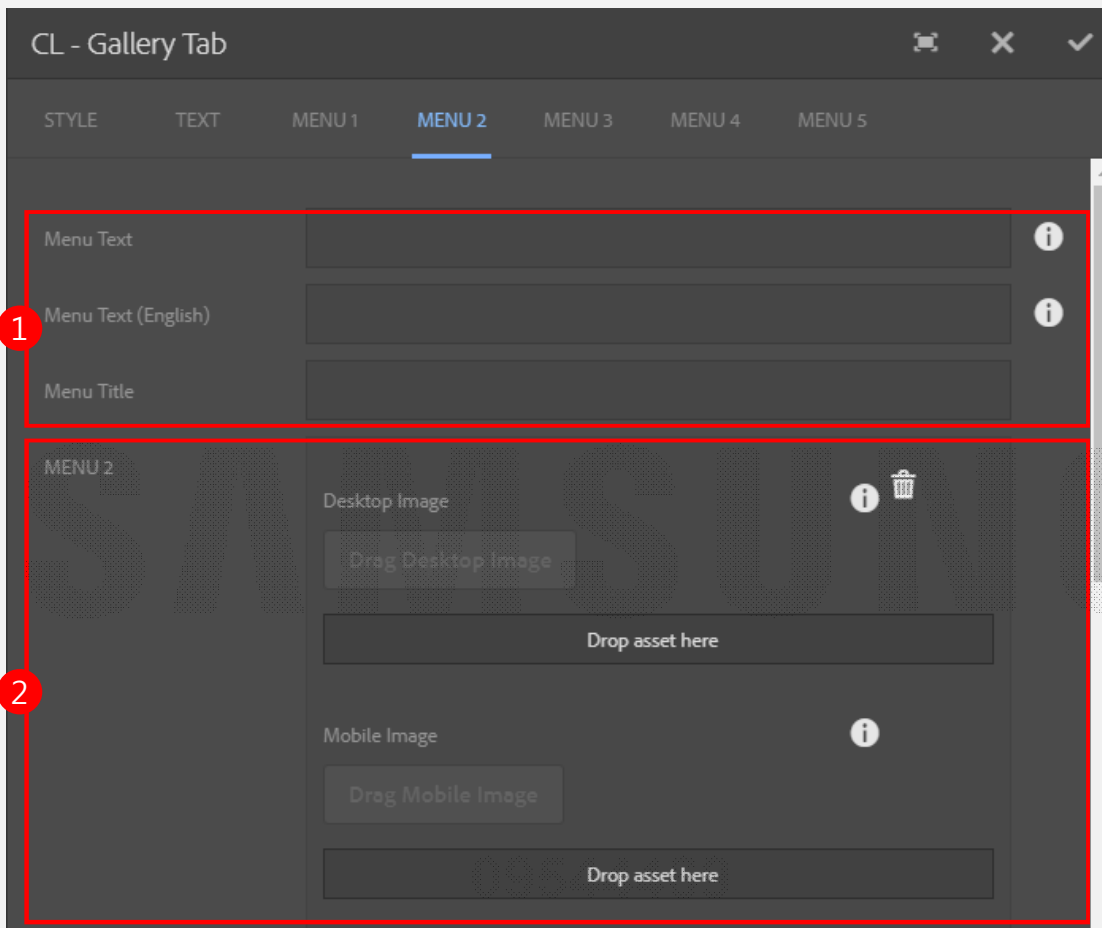 CL - Gallery Tab
STYLE TEXT MENU 1 MENU 2 MENU 3 MENU 4 MENU 5
Menu Text
1
Menu Text (English)
Menu Title
MENU 2
Desktop Image
Drag Desktop Image
SAMSUNG
Drop asset here
2
Mobile Image
Drag Mobile Image
Drop asset here